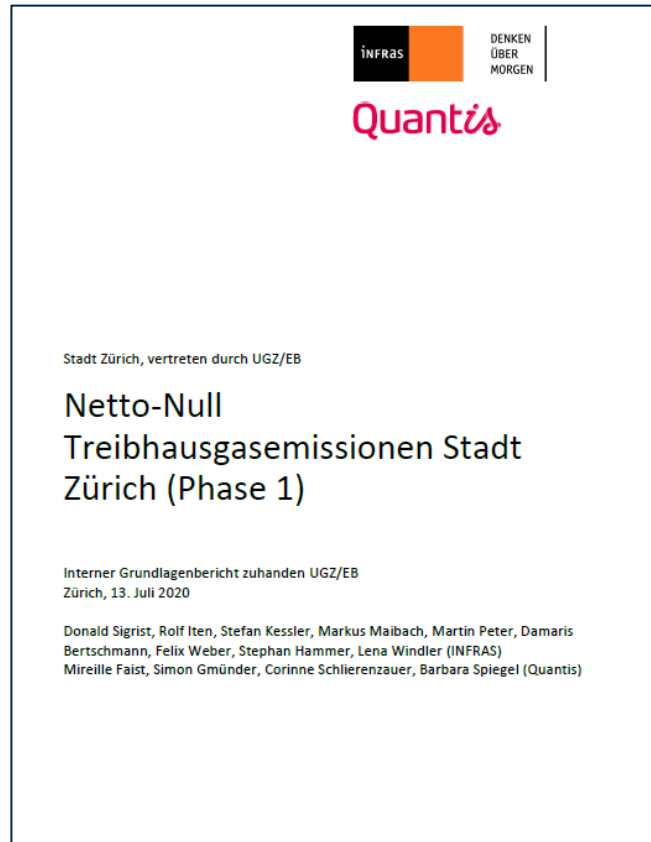 INFRAS
DENKEN
ÜBER
MORGEN
Quantis
Stadt Zürich, vertreten durch UGZ/EB
Netto-Null
Treibhausgasemissionen Stadt
Zürich (Phase 1)
Interner Grundlagenbericht zuhanden UGZ/EB
Zürich, 13. Juli 2020
Donald Sigrist, Rolf Iten, Stefan Kessler, Markus Maibach, Martin Peter, Damaris
Bertschmann, Felix Weber, Stephan Hammer, Lena Windler (INFRAS)
Mireille Faist, Simon Gmünder, Corinne Schlierenzauer, Barbara Spiegel (Quantis)